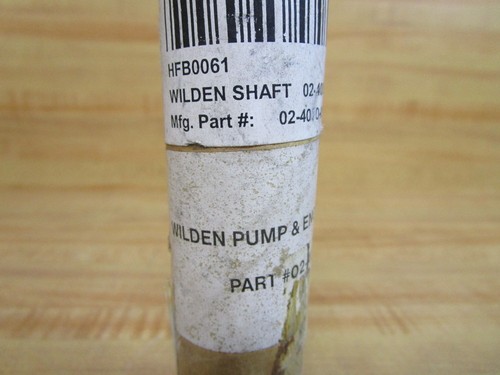 HFB0061
WILDEN SHAFT 02-40
Mfg. Part #: 02-40
WILDEN PUMP & EN
PART #02